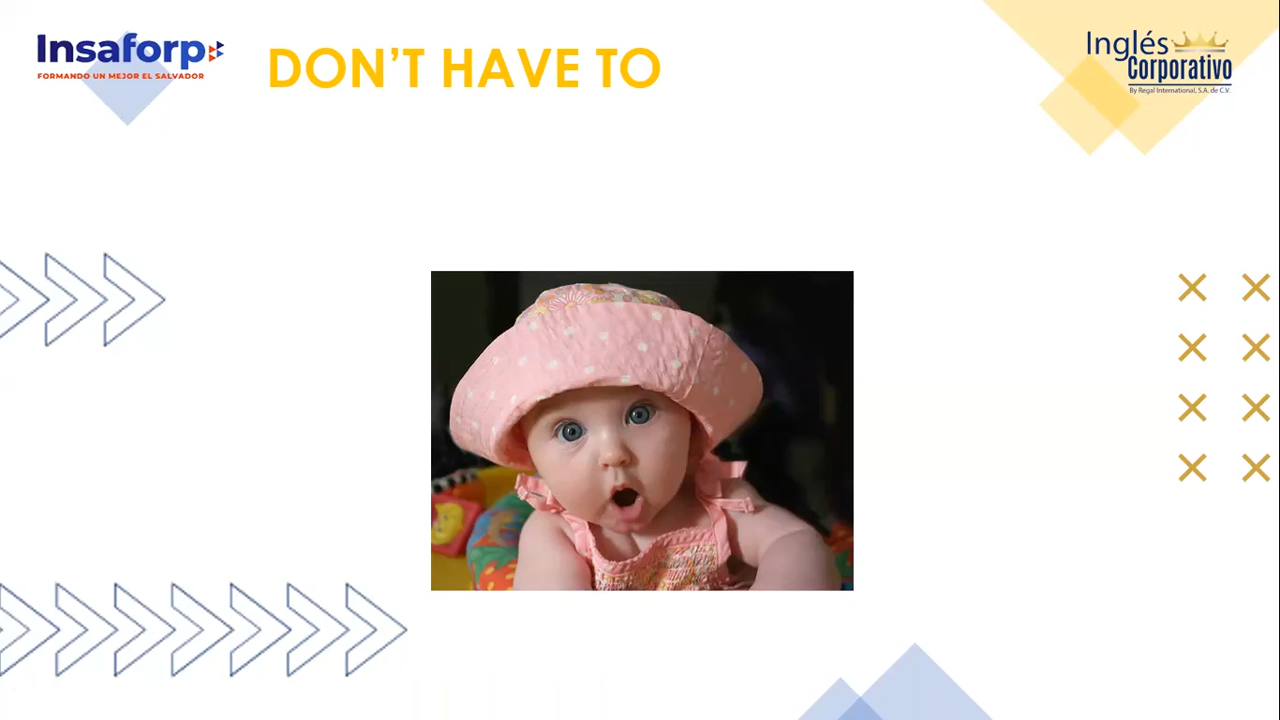 Insaforp
FORMANDO UN MEJOR EL SALVADOR
DON'T HAVE TO
Inglés
Corporativo
By Regal International, S.A. de C.V.